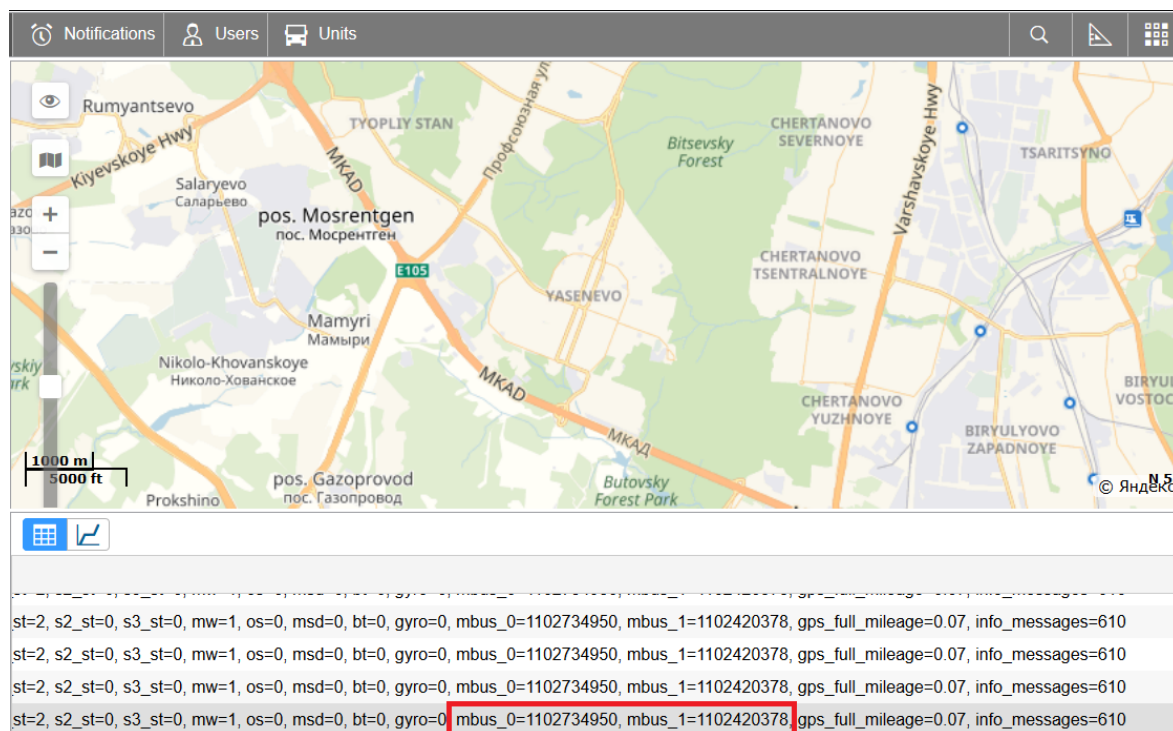 Notifications
Users
Units
Профсоюзная ул
Rumyantsevo
TYOPLIY STAN
Kiyevskoye Hwy
MKAD
Bitsevsky
Forest
CHERTANOVO
SEVERNOYE
Varshavskoye Hwy
TSARITSYNO
Salaryevo
Саларьево
pos. Mosrentgen
пос. Мосрентген
E105
CHERTANOVO
TSENTRALNOYE
YASENEVO
Mamyri
Мамыри
Nikolo-Khovanskoye
Николо-Хованское
MKAD
МКАД
CHERTANOVO
YUZHNOYE
BIRYUL
VOSTOC
BIRYULYOVO
ZAPADNOYE
1000 m
5000 ft
pos. Gazoprovod
пос. Газопровод
Prokshino
Butovsky
Forest Park
N 5
© Яндекс
st=2, s2_st=0, s3_st=0, mw=1, os=0, msd=0, bt=0, gyro=0, mbus_0=1102734950, mbus_1=1102420378, gps_full_mileage=0.07, info_messages=610
st=2, s2_st=0, s3_st=0, mw=1, os=0, msd=0, bt=0, gyro=0, mbus_0=1102734950, mbus_1=1102420378, gps_full_mileage=0.07, info_messages=610
st=2, s2_st=0, s3_st=0, mw=1, os=0, msd=0, bt=0, gyro=0, mbus_0=1102734950, mbus_1=1102420378, gps_full_mileage=0.07, info_messages=610
st=2, s2_st=0, s3_st=0, mw=1, os=0, msd=0, bt=0, gyro=0 mbus_0=1102734950, mbus_1=1102420378, gps_full_mileage=0.07, info_messages=610